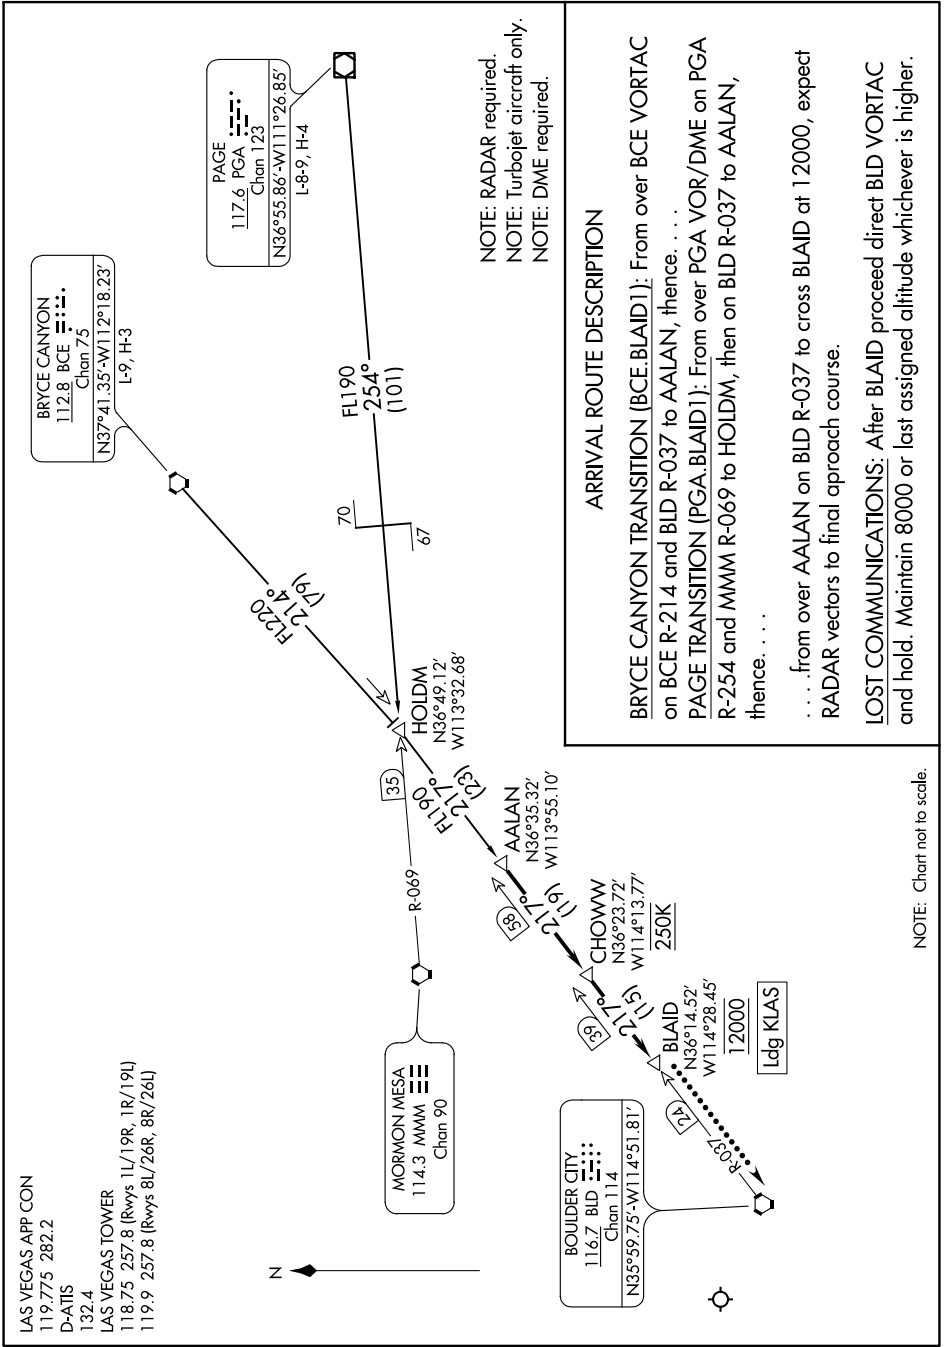 LAS VEGAS APP CON
119.775 282.2
D-ATIS
132.4
LAS VEGAS TOWER
118.75 257.8 (Rwys 1L/19R, 1R/19L)
119.9 257.8 (Rwys 8L/26R, 8R/26L)
BRYCE CANYON
112.8 BCE
Chan 75
N37°41.35'-W112°18.23'
L-9, H-3
PAGE
117.6 PGA
Chan 123
N36°55.86'-W111°26.85'
L-8-9, H-4
FL220
214°
(79)
FL190
254°
(101)
70
67
HOLDM
N36°49.12'
W113°32.68'
35
R-069
MORMON MESA
114.3 MMM
Chan 90
FL190
217°
(23)
AALAN
N36°35.32'
W113°55.10'
58
217°
(19)
CHOWW
N36°23.72'
W114°13.77'
250K
39
217°
(15)
BLAID
N36°14.52'
W114°28.45'
12000
Ldg KLAS
24
R-037
BOULDER CITY
116.7 BLD
Chan 114
N35°59.75'-W114°51.81'
N
NOTE: RADAR required.
NOTE: Turbojet aircraft only.
NOTE: DME required.
NOTE: Chart not to scale.
ARRIVAL ROUTE DESCRIPTION
BRYCE CANYON TRANSITION (BCE.BLAID1): From over BCE VORTAC
on BCE R-214 and BLD R-037 to AALAN, thence. . . .
PAGE TRANSITION (PGA.BLAID1): From over PGA VOR/DME on PGA
R-254 and MMM R-069 to HOLDM, then on BLD R-037 to AALAN,
thence. . . .
. . . .from over AALAN on BLD R-037 to cross BLAID at 12000, expect
RADAR vectors to final aproach course.
LOST COMMUNICATIONS: After BLAID proceed direct BLD VORTAC
and hold. Maintain 8000 or last assigned altitude whichever is higher.